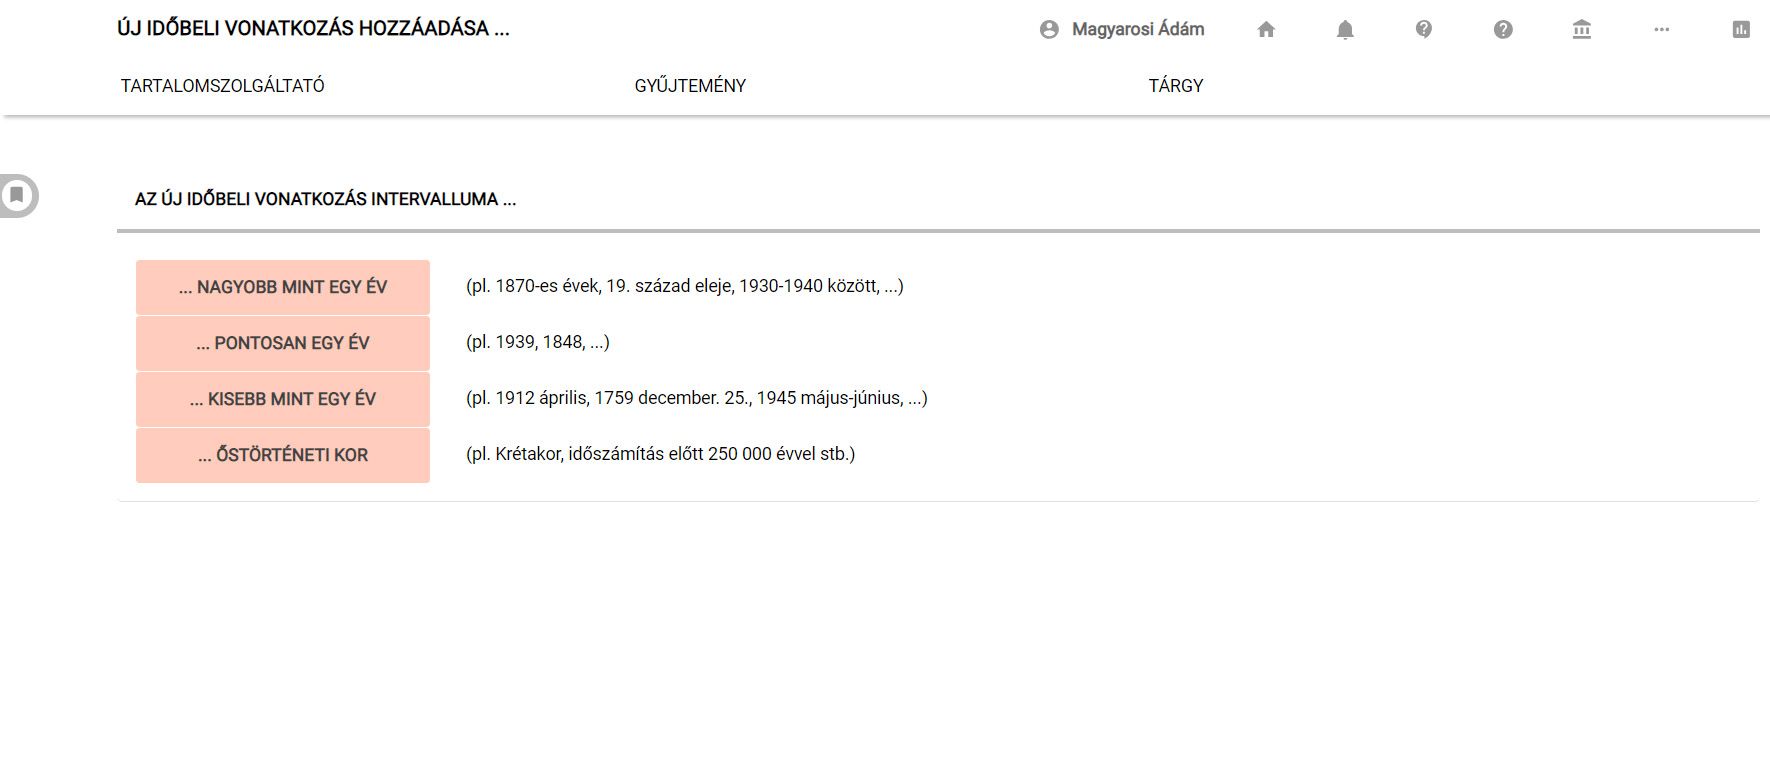 ÚJ IDŐBELI VONATKOZÁS HOZZÁADÁSA ...
Magyarosi Ádám
TARTALOMSZOLGÁLTATÓ GYŰJTEMÉNY TÁRGY
AZ ÚJ IDŐBELI VONATKOZÁS INTERVALLUMA ...
... NAGYOBB MINT EGY ÉV (pl. 1870-es évek, 19. század eleje, 1930-1940 között, ...)
... PONTOSAN EGY ÉV (pl. 1939, 1848, ...)
... KISEBB MINT EGY ÉV (pl. 1912 április, 1759 december. 25., 1945 május-június, ...)
... ŐSTÖRTÉNETI KOR (pl. Krétakor, időszámítás előtt 250 000 évvel stb.)